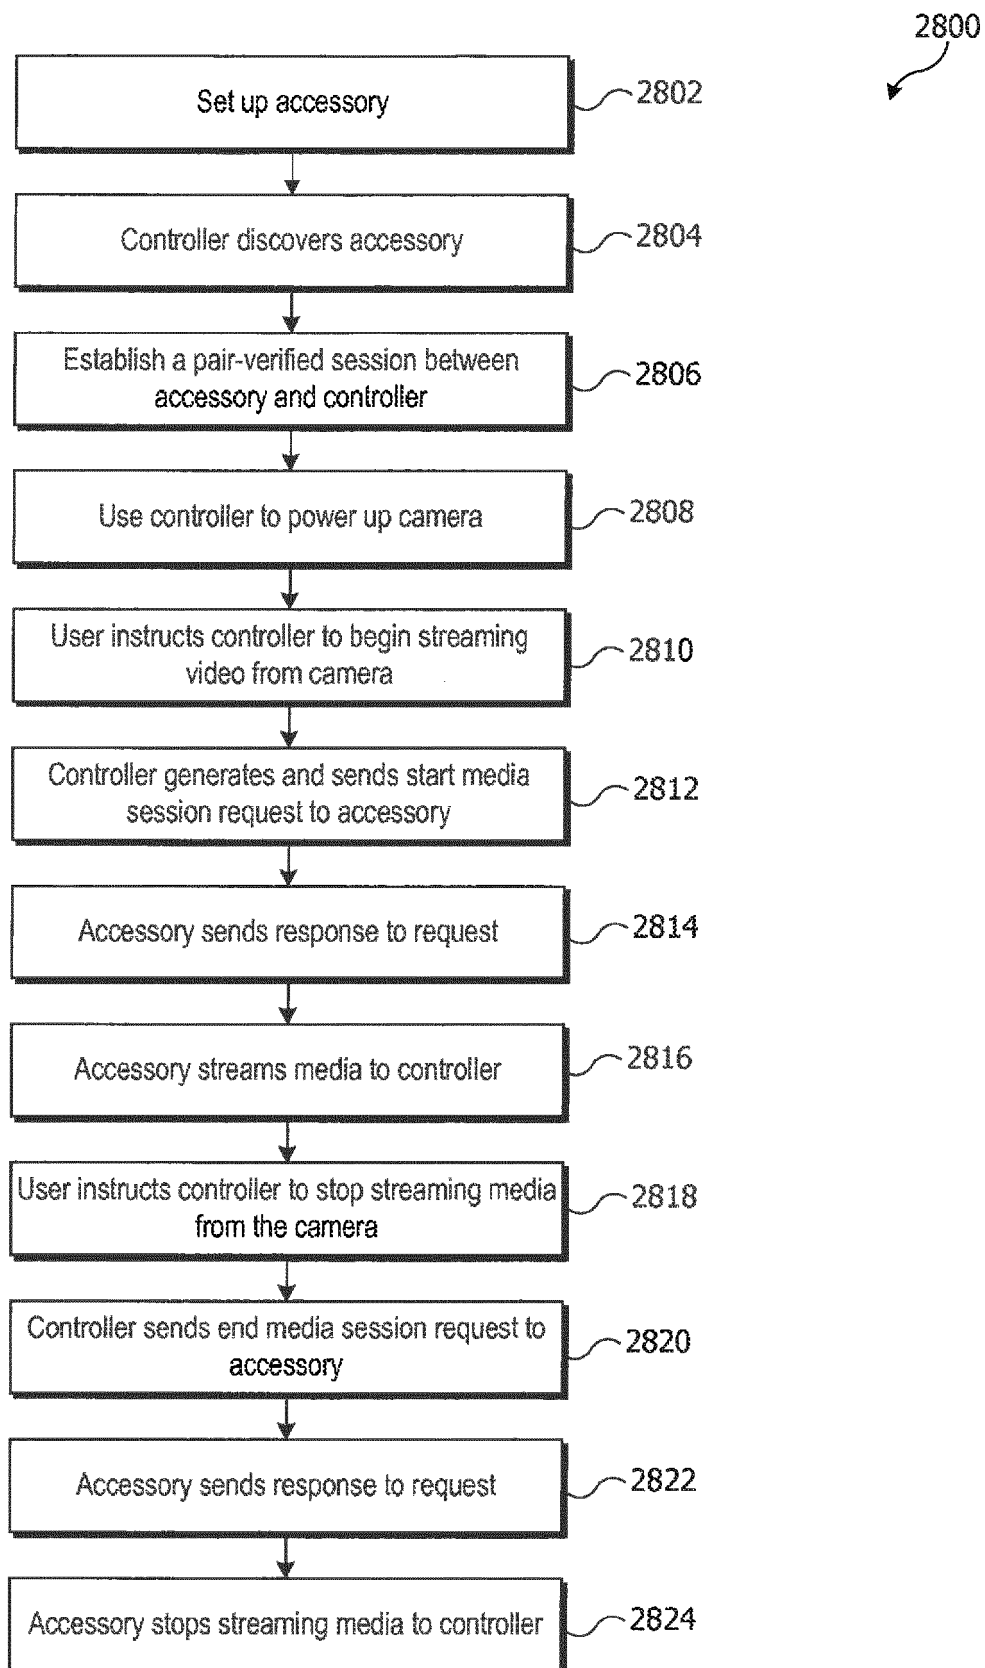 2800
Set up accessory
2802
Controller discovers accessory
2804
Establish a pair-verified session between
accessory and controller
2806
Use controller to power up camera
2808
User instructs controller to begin streaming
video from camera
2810
Controller generates and sends start media
session request to accessory
2812
Accessory sends response to request
2814
Accessory streams media to controller
2816
User instructs controller to stop streaming media
from the camera
2818
Controller sends end media session request to
accessory
2820
Accessory sends response to request
2822
Accessory stops streaming media to controller
2824